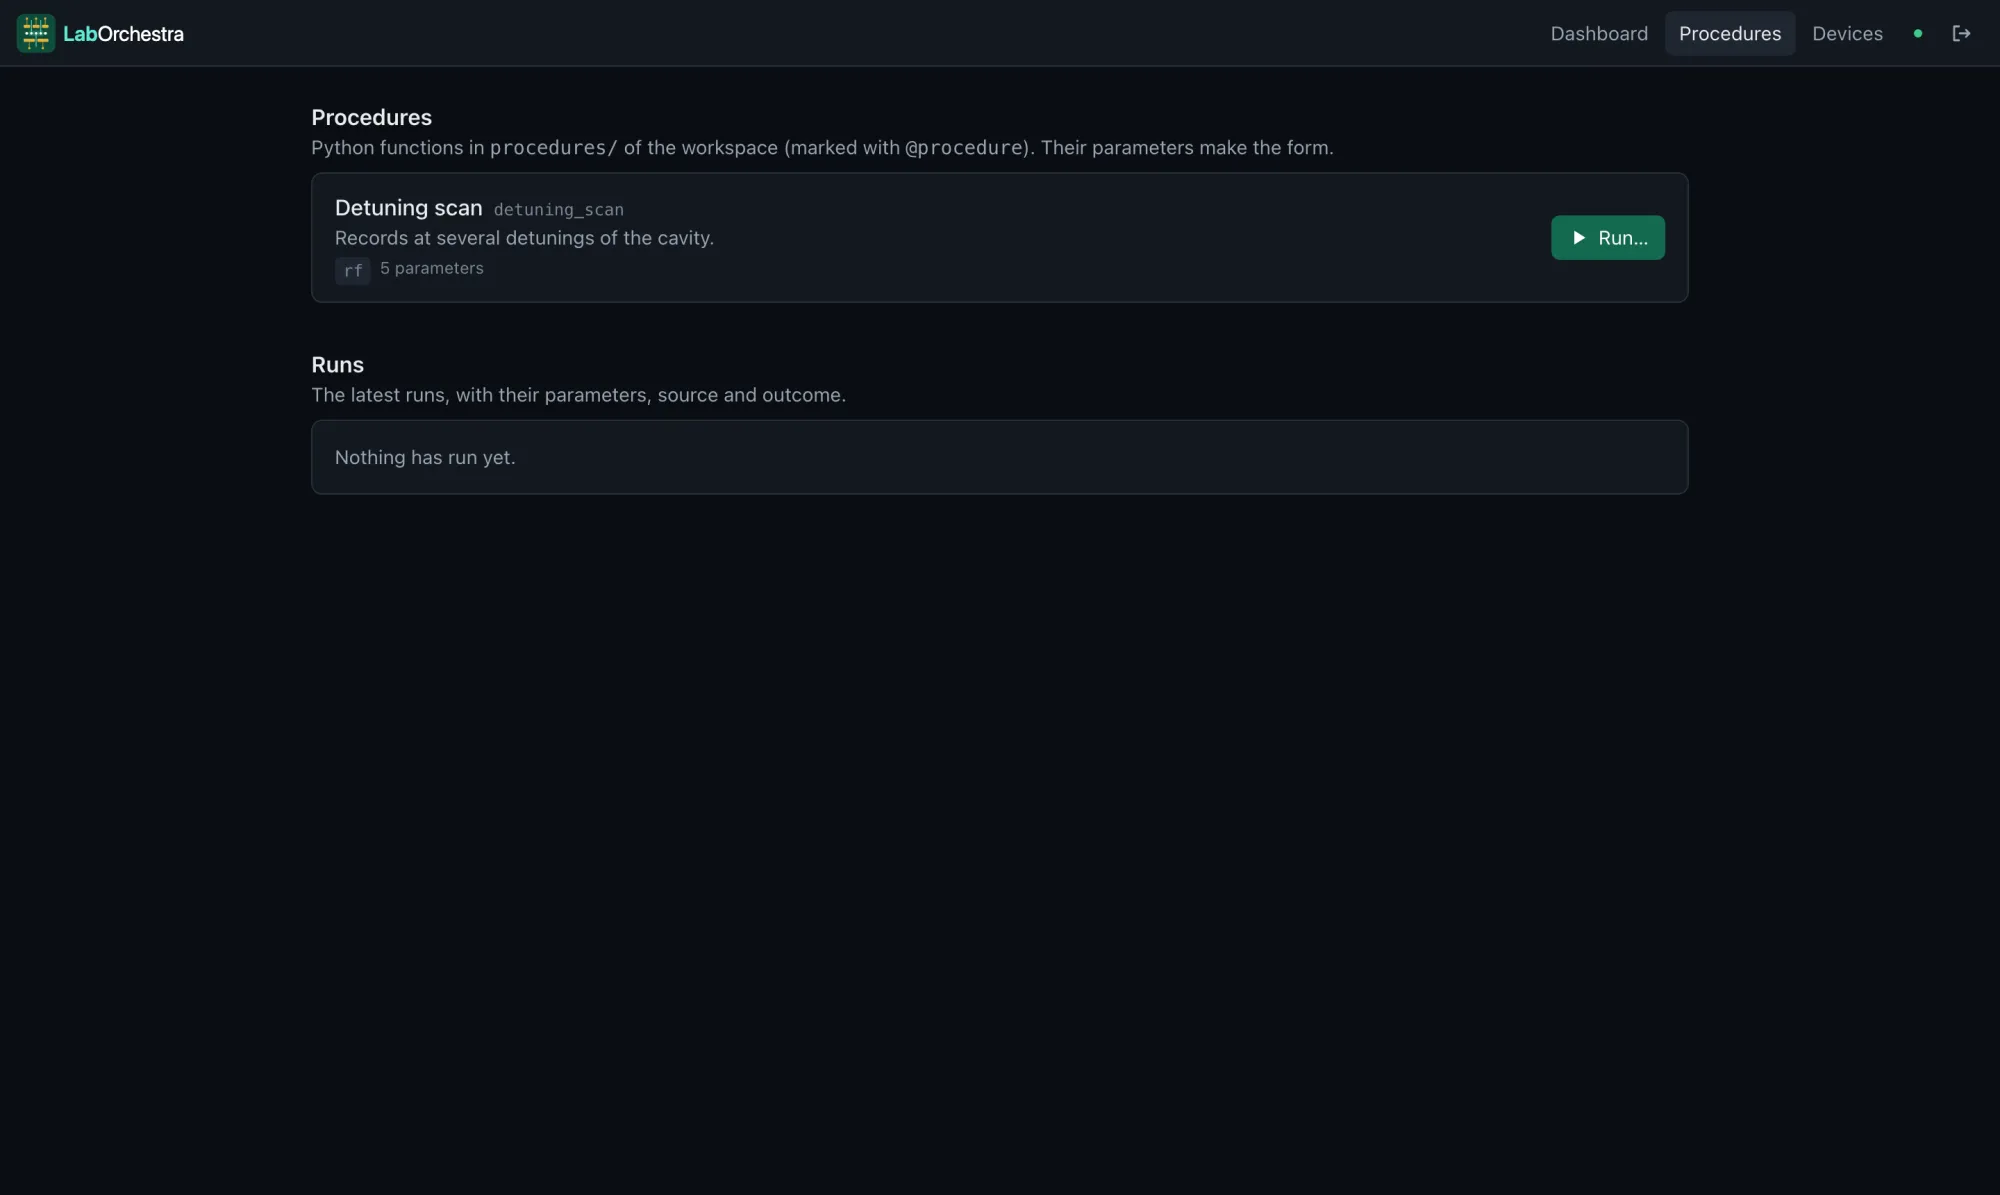 LabOrchestra
Dashboard
Procedures
Devices
Procedures
Python functions in procedures/ of the workspace (marked with @procedure). Their parameters make the form.
Detuning scan detuning_scan
Records at several detunings of the cavity.
rf 5 parameters
Run...
Runs
The latest runs, with their parameters, source and outcome.
Nothing has run yet.